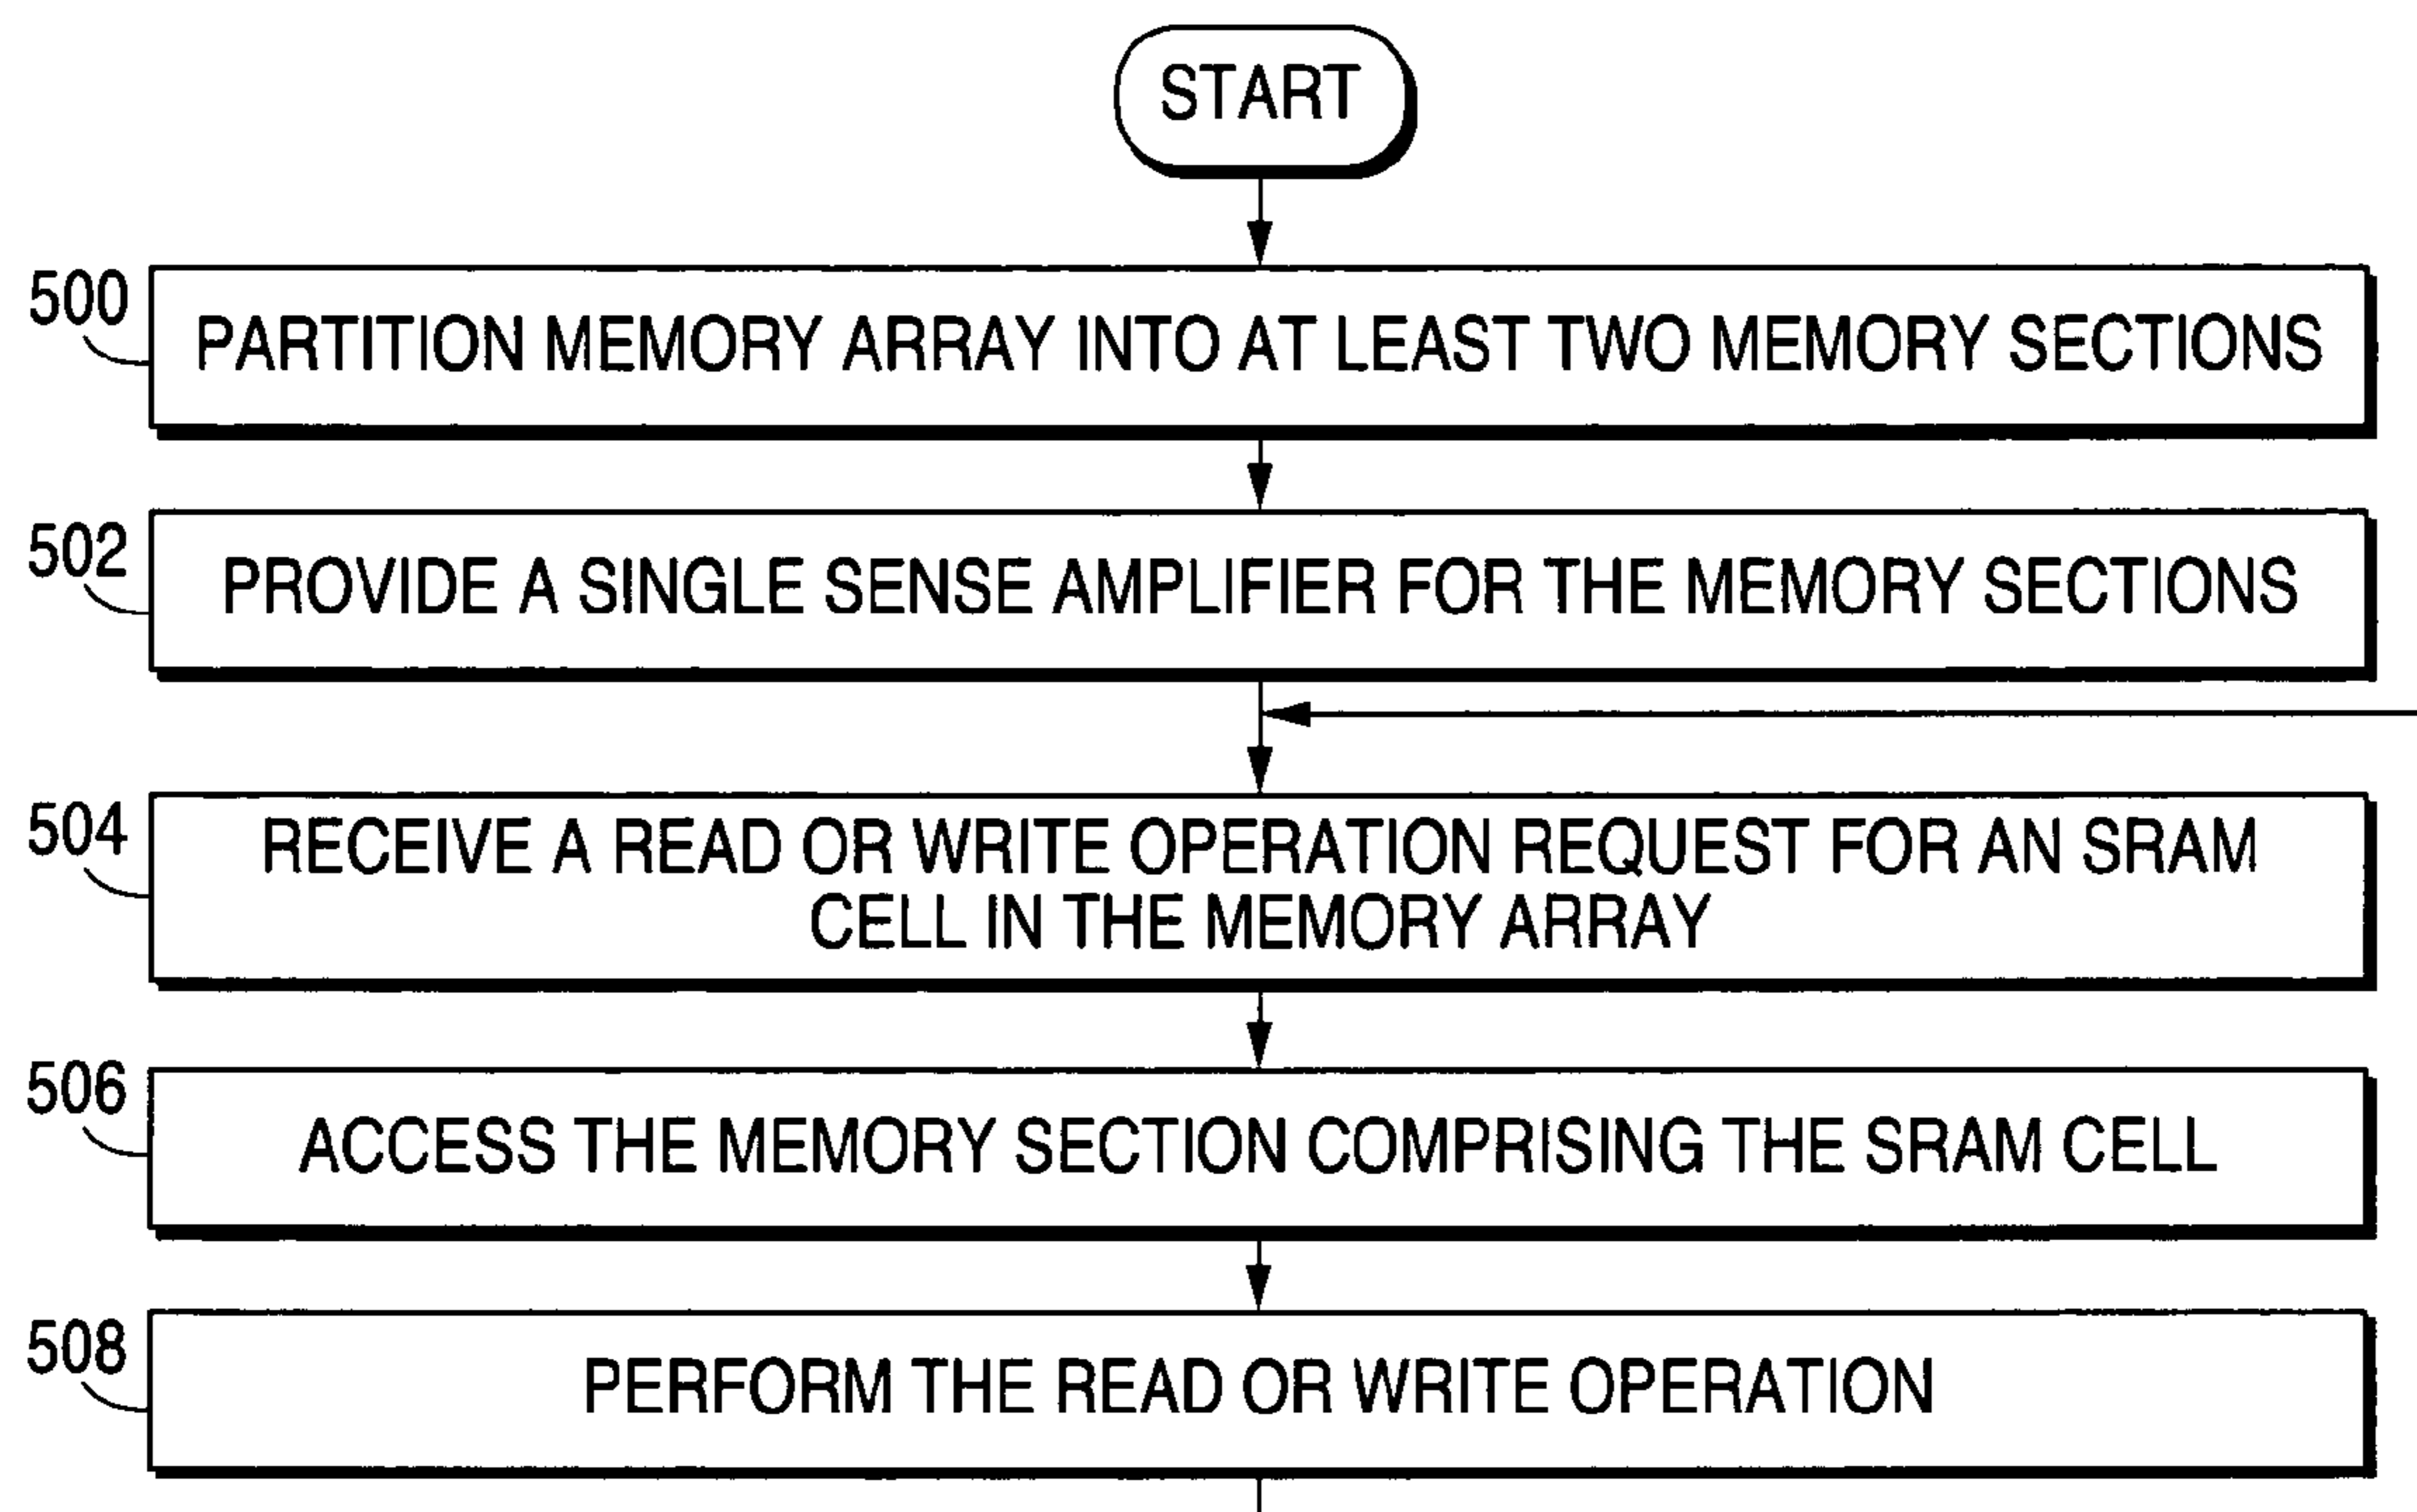 START
500
PARTITION MEMORY ARRAY INTO AT LEAST TWO MEMORY SECTIONS
502
PROVIDE A SINGLE SENSE AMPLIFIER FOR THE MEMORY SECTIONS
504
RECEIVE A READ OR WRITE OPERATION REQUEST FOR AN SRAM
CELL IN THE MEMORY ARRAY
506
ACCESS THE MEMORY SECTION COMPRISING THE SRAM CELL
508
PERFORM THE READ OR WRITE OPERATION